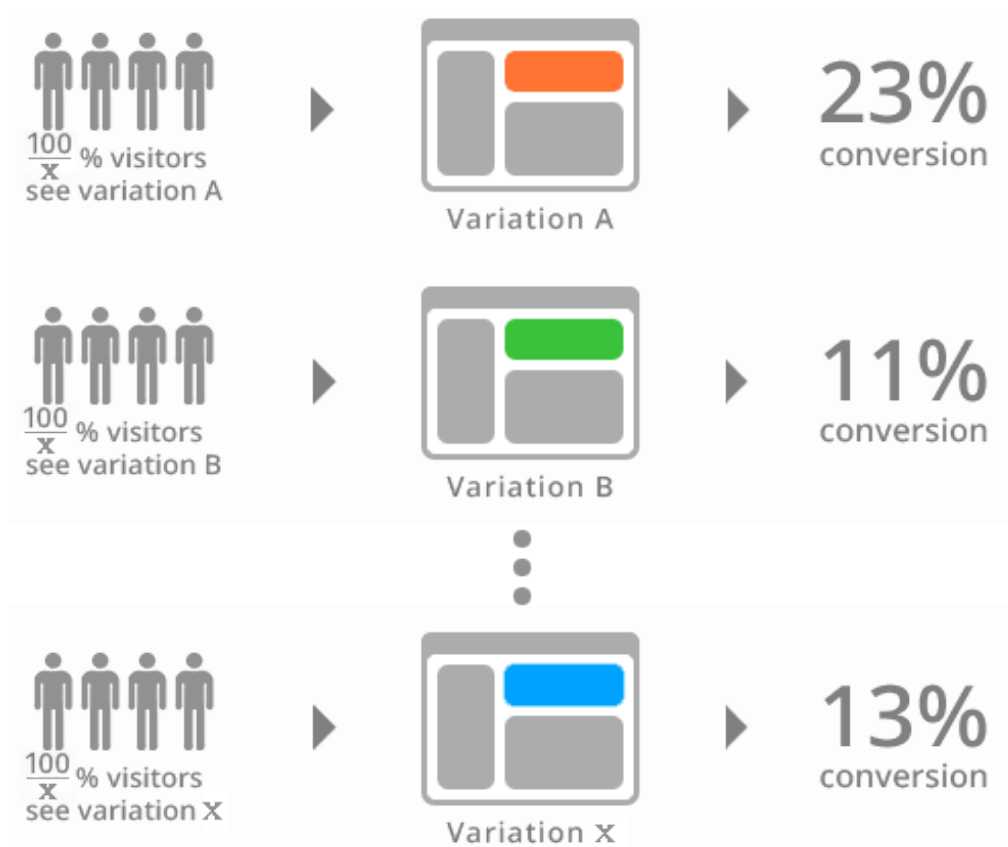 100
x % visitors
see variation A
Variation A
23%
conversion
100
x % visitors
see variation B
Variation B
11%
conversion
100
x % visitors
see variation x
Variation x
13%
conversion